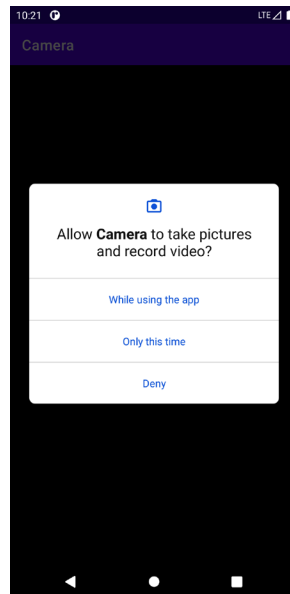 10:21
LTE
Camera
Allow Camera to take pictures
and record video?
While using the app
Only this time
Deny